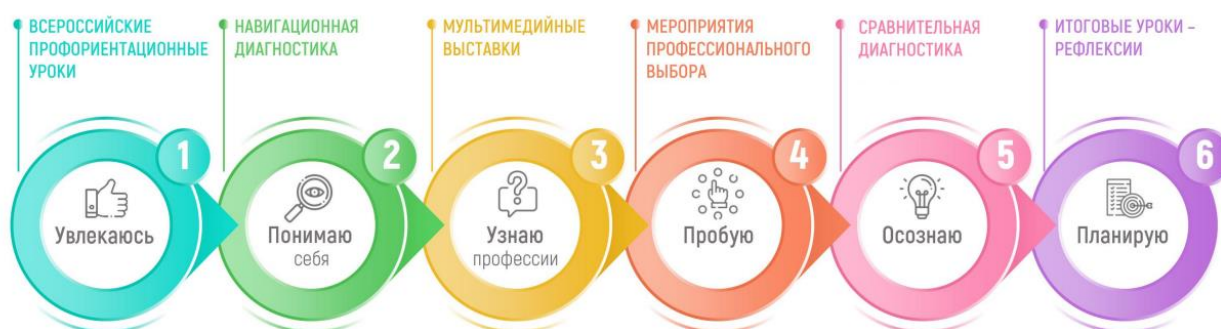 ВСЕРОССИЙСКИЕ
ПРОФОРИЕНТАЦИОННЫЕ
УРОКИ
НАВИГАЦИОННАЯ
ДИАГНОСТИКА
МУЛЬТИМЕДИЙНЫЕ
ВЫСТАВКИ
МЕРОПРИЯТИЯ
ПРОФЕССИОНАЛЬНОГО
ВЫБОРА
СРАВНИТЕЛЬНАЯ
ДИАГНОСТИКА
ИТОГОВЫЕ УРОКИ –
РЕФЛЕКСИИ
1
Увлекаюсь
2
Понимаю
себя
3
Узнаю
профессии
4
Пробую
5
Осознаю
6
Планирую